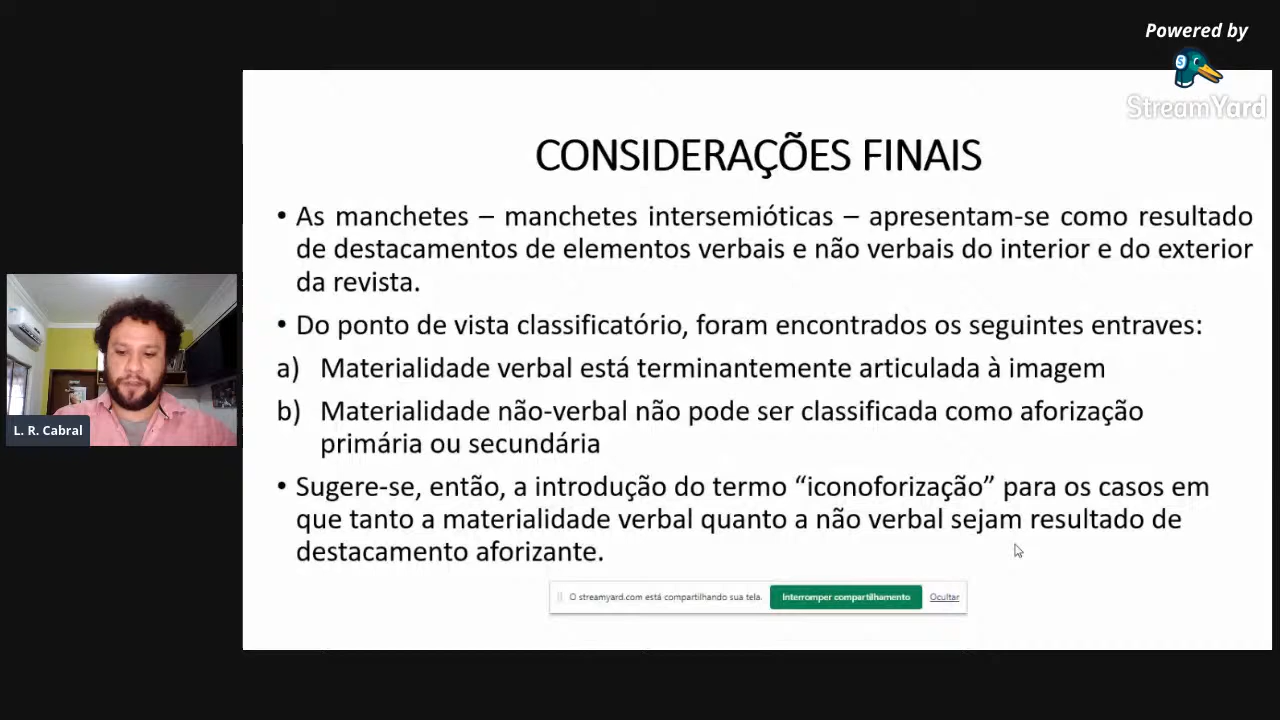 Powered by
StreamYard
CONSIDERAÇÕES FINAIS
• As manchetes – manchetes intersemióticas – apresentam-se como resultado
de destacamentos de elementos verbais e não verbais do interior e do exterior
da revista.
• Do ponto de vista classificatório, foram encontrados os seguintes entraves:
a) Materialidade verbal está terminantemente articulada à imagem
b) Materialidade não-verbal não pode ser classificada como aforização
primária ou secundária
• Sugere-se, então, a introdução do termo “iconoforização” para os casos em
que tanto a materialidade verbal quanto a não verbal sejam resultado de
destacamento aforizante.
L. R. Cabral
O streamyard.com está compartilhando sua tela. Interromper compartilhamento Ocultar